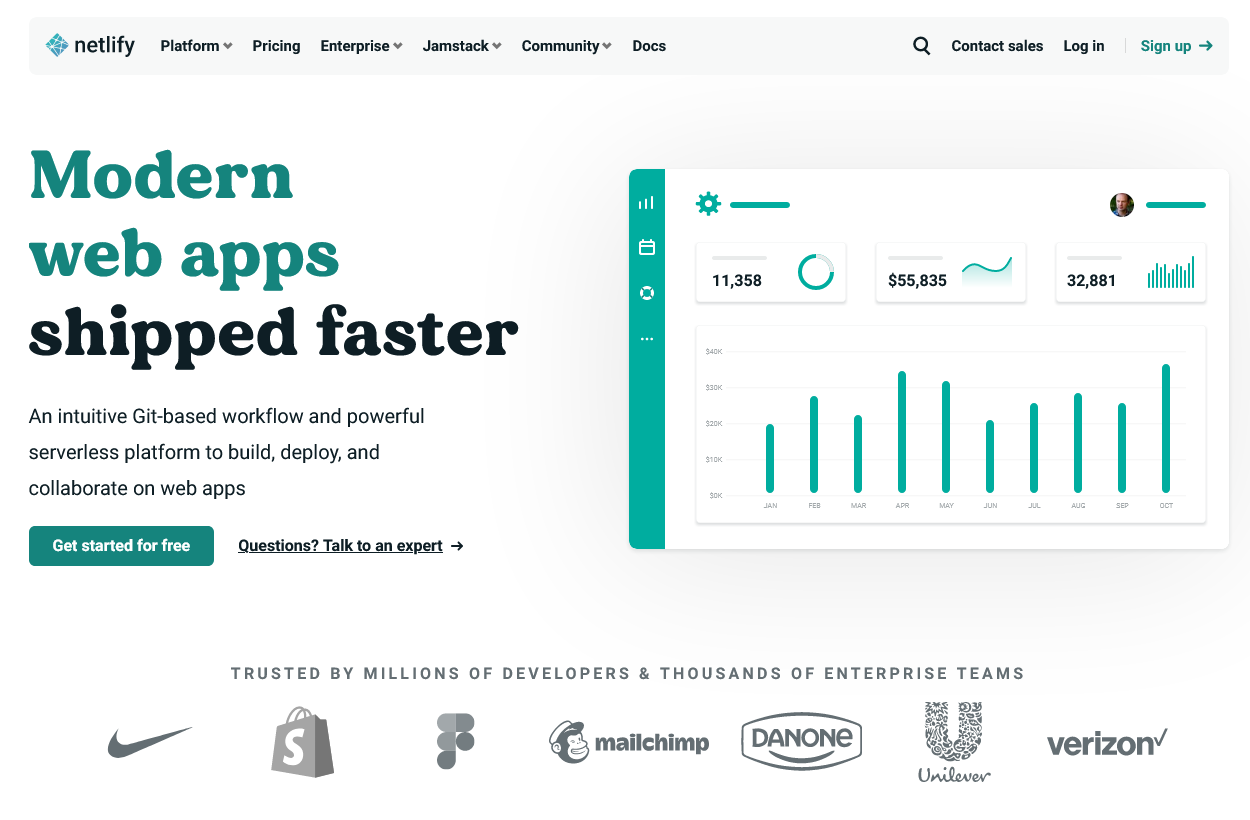 netlify
Platform
Pricing
Enterprise
Jamstack
Community
Docs
Contact sales
Log in
Sign up
Modern
web apps
shipped faster
An intuitive Git-based workflow and powerful
serverless platform to build, deploy, and
collaborate on web apps
Get started for free
Questions? Talk to an expert
11,358
$55,835
32,881
$40K
$30K
$20K
$10K
$0K
JAN FEB MAR APR MAY JUN JUL AUG SEP OCT
TRUSTED BY MILLIONS OF DEVELOPERS & THOUSANDS OF ENTERPRISE TEAMS
S
mailchimp
DANONE
Unilever
verizon